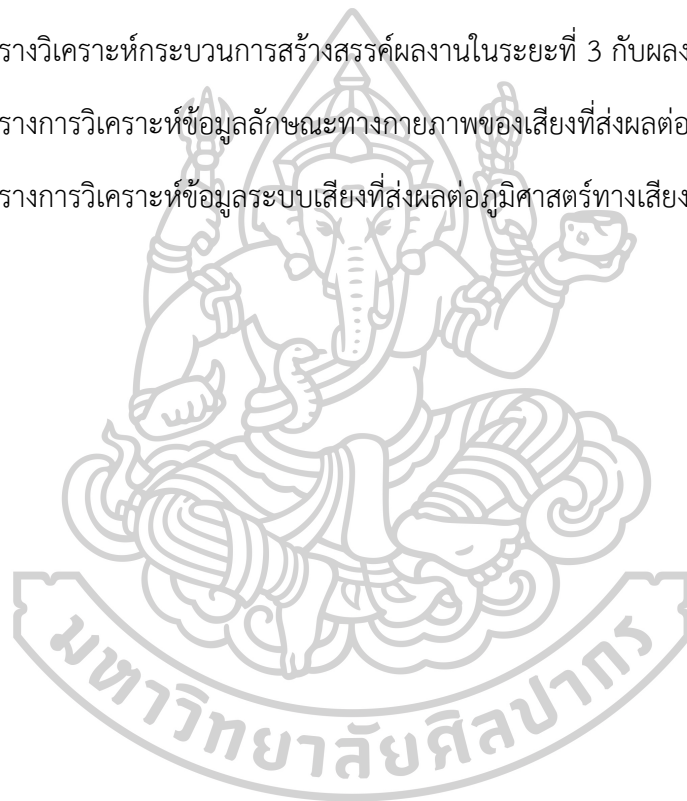 รางวิเคราะห์กระบวนการสร้างสรรค์ผลงานในระยะที่ 3 กับผลง
รางการวิเคราะห์ข้อมูลลักษณะทางกายภาพของเสียงที่ส่งผลต่อ
รางการวิเคราะห์ข้อมูลระบบเสียงที่ส่งผลต่อภูมิศาสตร์ทางเสียง
มหาวิทยาลัยศิลปากร